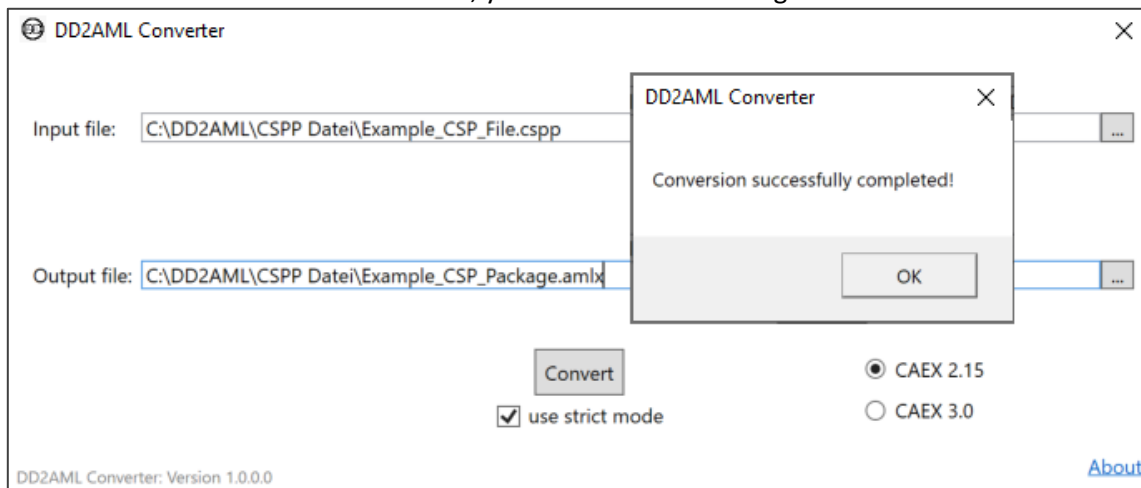 DD2AML Converter
DD2AML Converter
Input file: C:\DD2AML\CSPP Datei\Example_CSP_File.cspp ...
Conversion successfully completed!
Output file: C:\DD2AML\CSPP Datei\Example_CSP_Package.amlx ...
OK
Convert
CAEX 2.15
use strict mode
CAEX 3.0
DD2AML Converter: Version 1.0.0.0
About